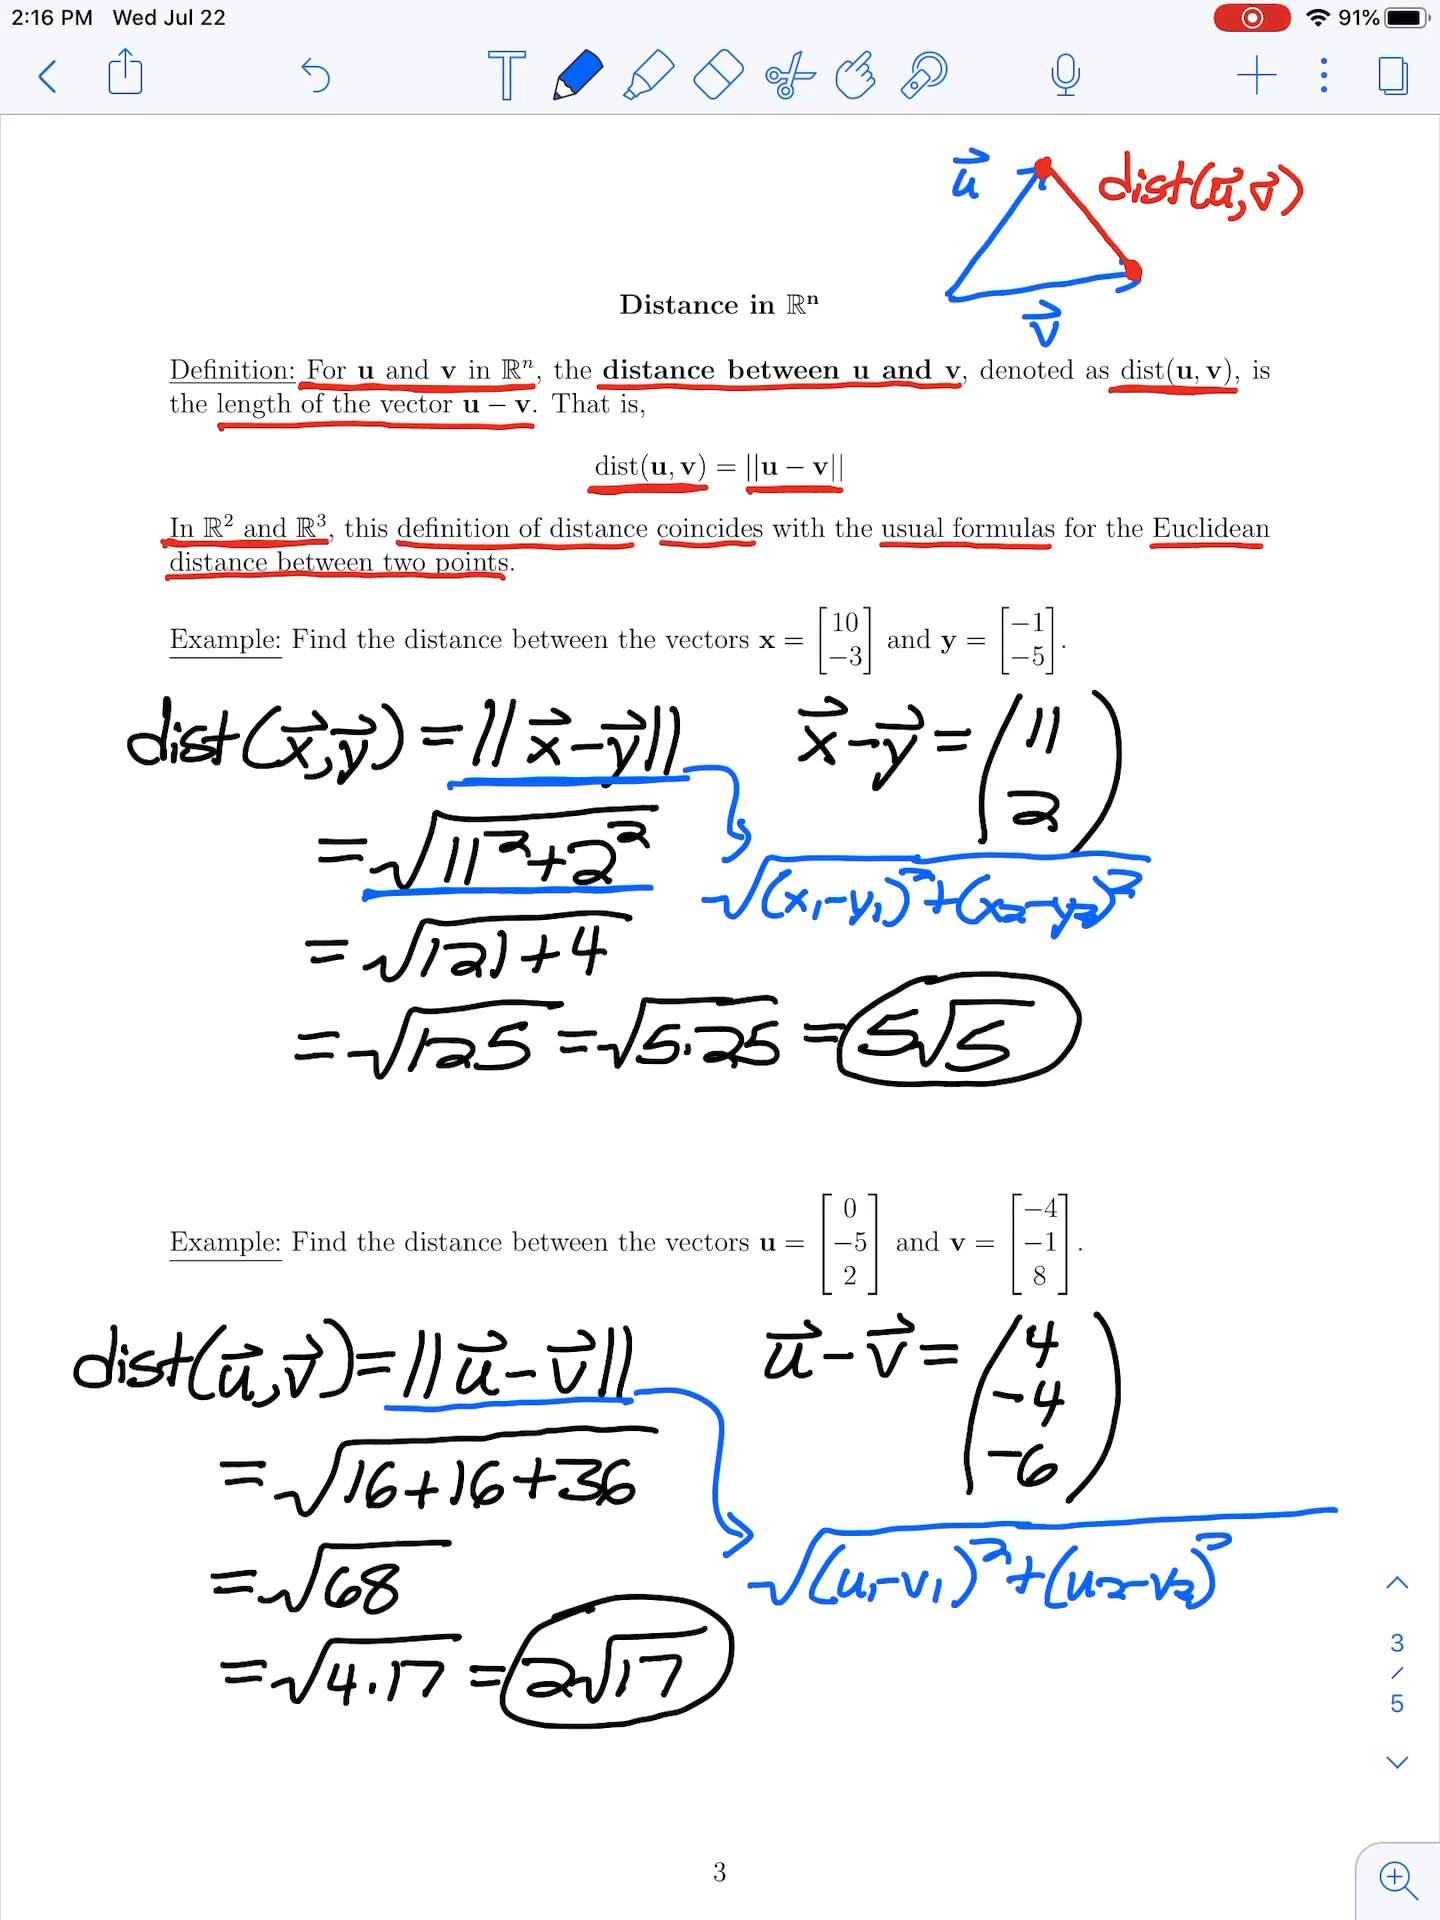 2:16 PM Wed Jul 22 91%
T
u⃗ dist(u⃗,v⃗)
v⃗
Distance in ℝⁿ
Definition: For u and v in ℝⁿ, the distance between u and v, denoted as dist(u, v), is
the length of the vector u − v. That is,
dist(u, v) = ||u − v||
In ℝ² and ℝ³, this definition of distance coincides with the usual formulas for the Euclidean
distance between two points.
Example: Find the distance between the vectors x = [10 −3] and y = [−1 −5].
dist(x⃗,y⃗) = ||x⃗−y⃗|| x⃗−y⃗ = (11 2)
= √(11²+2²) √((x₁−y₁)²+(x₂−y₂)²)
= √(121+4)
= √125 = √(5·25) = 5√5
Example: Find the distance between the vectors u = [0 −5 2] and v = [−4 −1 8].
dist(u⃗,v⃗) = ||u⃗−v⃗|| u⃗−v⃗ = (4 −4 −6)
= √(16+16+36)
= √68 √((u₁−v₁)²+(u₂−v₂)²
= √(4·17) = 2√17
3
/
5
3